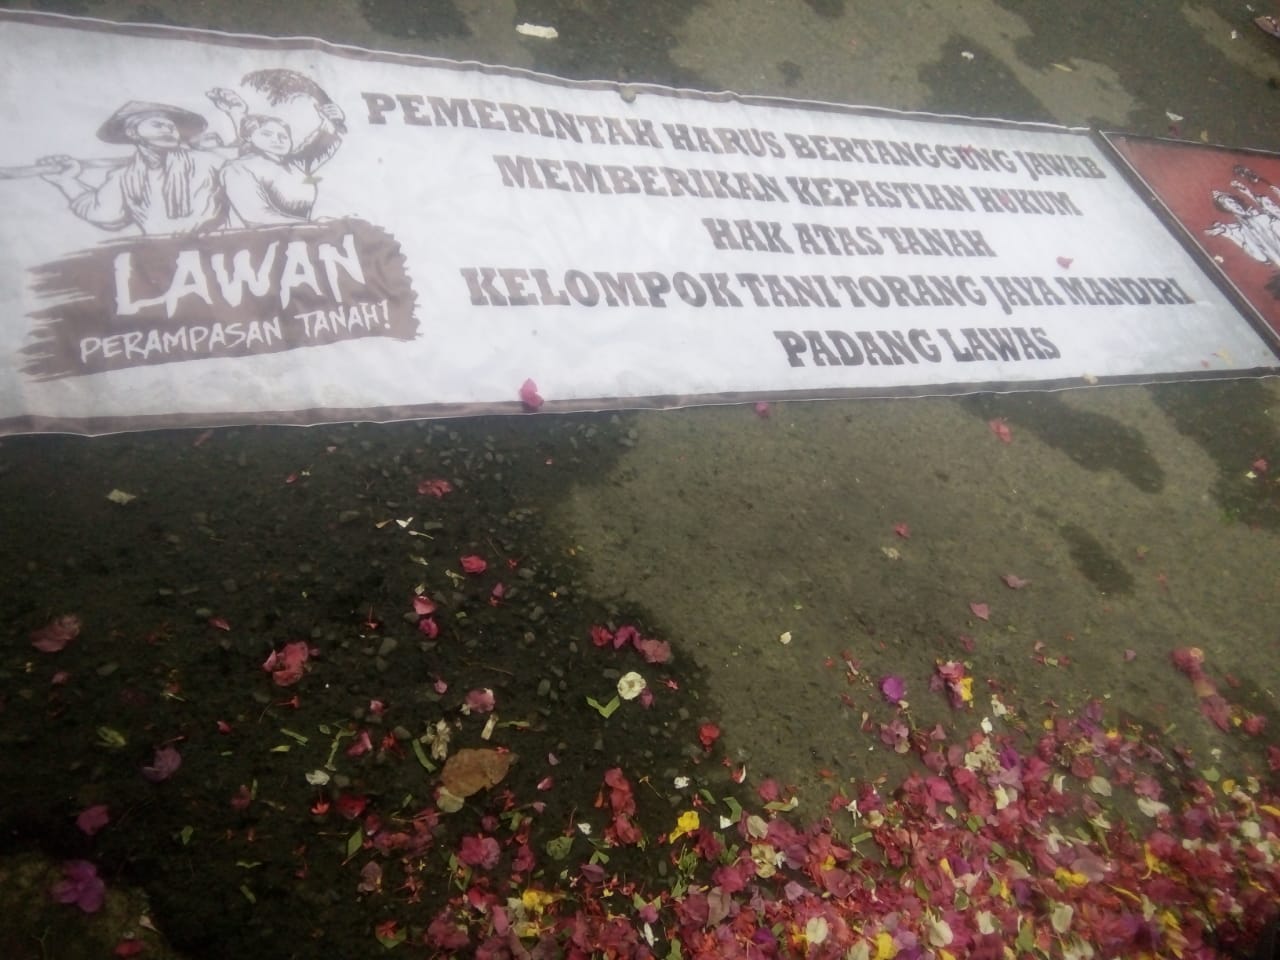 LAWAN
PERAMPASAN TANAH!
PEMERINTAH HARUS BERTANGGUNG JAWAB
MEMBERIKAN KEPASTIAN HUKUM
HAK ATAS TANAH
KELOMPOK TANI TORANG JAYA MANDIRI
PADANG LAWAS